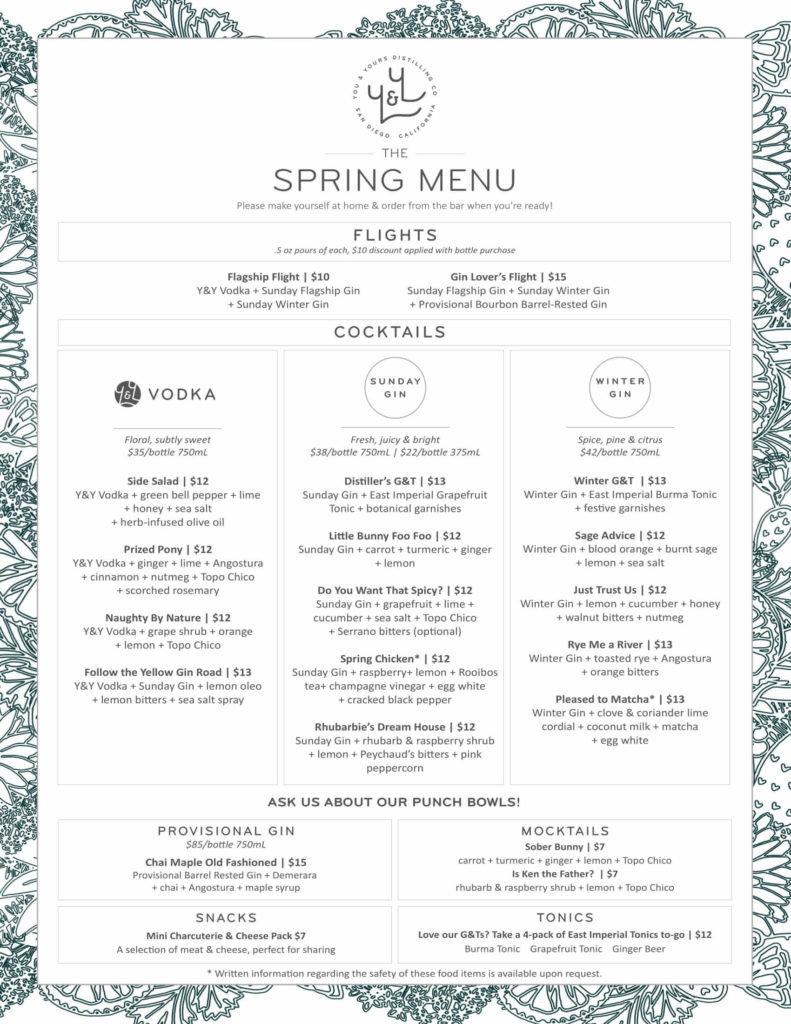 YOU & YOURS DISTILLING CO
Y&Y
SAN DIEGO CALIFORNIA
THE
SPRING MENU
Please make yourself at home & order from the bar when you're ready!
FLIGHTS
.5 oz pours of each, $10 discount applied with bottle purchase
Flagship Flight | $10
Y&Y Vodka + Sunday Flagship Gin
+ Sunday Winter Gin
Gin Lover's Flight | $15
Sunday Flagship Gin + Sunday Winter Gin
+ Provisional Bourbon Barrel-Rested Gin
COCKTAILS
Y&Y VODKA
Floral, subtly sweet
$35/bottle 750mL
Side Salad | $12
Y&Y Vodka + green bell pepper + lime
+ honey + sea salt
+ herb-infused olive oil
Prized Pony | $12
Y&Y Vodka + ginger + lime + Angostura
+ cinnamon + nutmeg + Topo Chico
+ scorched rosemary
Naughty By Nature | $12
Y&Y Vodka + grape shrub + orange
+ lemon + Topo Chico
Follow the Yellow Gin Road | $13
Y&Y Vodka + Sunday Gin + lemon oleo
+ lemon bitters + sea salt spray
SUNDAY
GIN
Fresh, juicy & bright
$38/bottle 750mL | $22/bottle 375mL
Distiller's G&T | $13
Sunday Gin + East Imperial Grapefruit
Tonic + botanical garnishes
Little Bunny Foo Foo | $12
Sunday Gin + carrot + turmeric + ginger
+ lemon
Do You Want That Spicy? | $12
Sunday Gin + grapefruit + lime +
cucumber + sea salt + Topo Chico
+ Serrano bitters (optional)
Spring Chicken* | $12
Sunday Gin + raspberry+ lemon + Rooibos
tea+ champagne vinegar + egg white
+ cracked black pepper
Rhubarbie's Dream House | $12
Sunday Gin + rhubarb & raspberry shrub
+ lemon + Peychaud's bitters + pink
peppercorn
WINTER
GIN
Spice, pine & citrus
$42/bottle 750mL
Winter G&T | $13
Winter Gin + East Imperial Burma Tonic
+ festive garnishes
Sage Advice | $12
Winter Gin + blood orange + burnt sage
+ lemon + sea salt
Just Trust Us | $12
Winter Gin + lemon + cucumber + honey
+ walnut bitters + nutmeg
Rye Me a River | $13
Winter Gin + toasted rye + Angostura
+ orange bitters
Pleased to Matcha* | $13
Winter Gin + clove & coriander lime
cordial + coconut milk + matcha
+ egg white
ASK US ABOUT OUR PUNCH BOWLS!
PROVISIONAL GIN
$85/bottle 750mL
Chai Maple Old Fashioned | $15
Provisional Barrel Rested Gin + Demerara
+ chai + Angostura + maple syrup
MOCKTAILS
Sober Bunny | $7
carrot + turmeric + ginger + lemon + Topo Chico
Is Ken the Father? | $7
rhubarb & raspberry shrub + lemon + Topo Chico
SNACKS
Mini Charcuterie & Cheese Pack $7
A selection of meat & cheese, perfect for sharing
TONICS
Love our G&Ts? Take a 4-pack of East Imperial Tonics to-go | $12
Burma Tonic Grapefruit Tonic Ginger Beer
* Written information regarding the safety of these food items is available upon request.